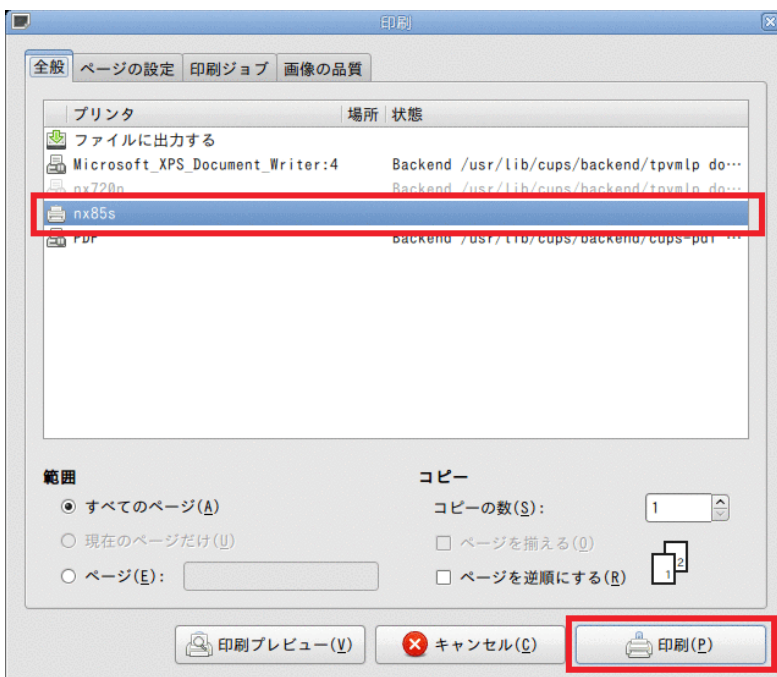 印刷
全般 ページの設定 印刷ジョブ 画像の品質
プリンタ 場所 状態
ファイルに出力する
Microsoft_XPS_Document_Writer:4 Backend /usr/lib/cups/backend/tpvmlp do…
nx720n Backend /usr/lib/cups/backend/tpvmlp do…
nx85s
PDF Backend /usr/lib/cups/backend/cups-pdf …
範囲 コピー
すべてのページ(A) コピーの数(S): 1
現在のページだけ(U) ページを揃える(O)
ページ(E): ページを逆順にする(R) 1 2
印刷プレビュー(V) キャンセル(C) 印刷(P)